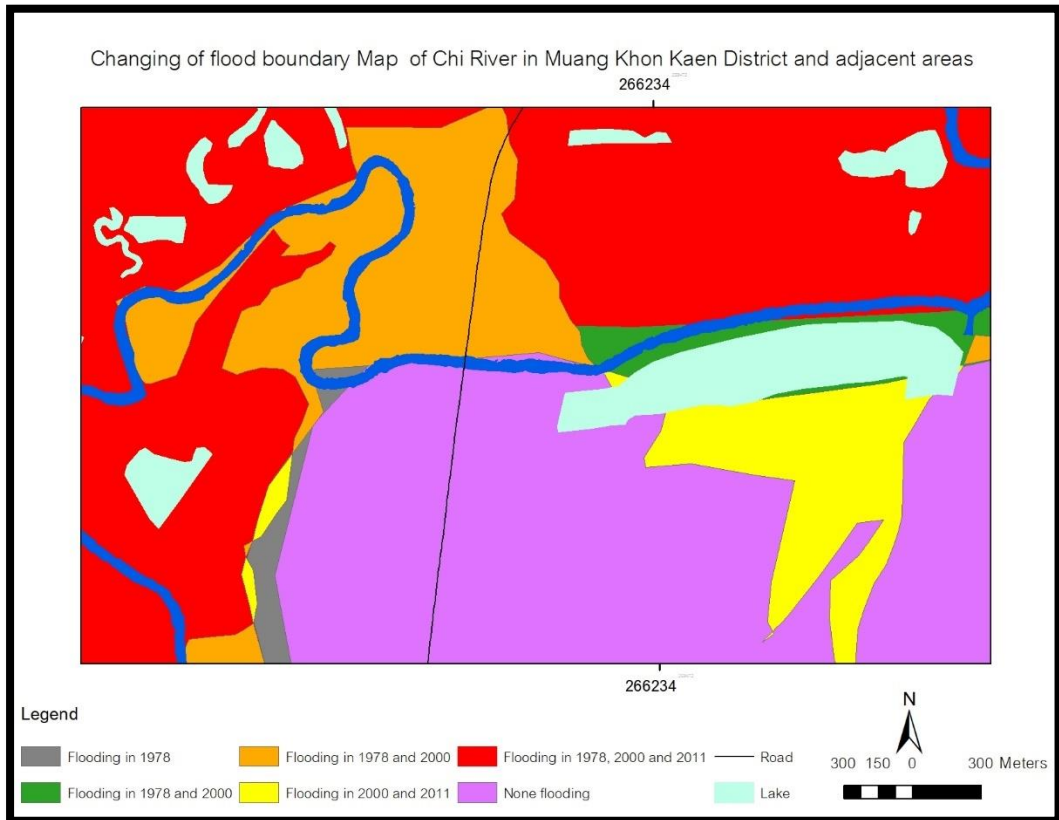 Changing of flood boundary Map of Chi River in Muang Khon Kaen District and adjacent areas
266234
266234
Legend
N
Flooding in 1978
Flooding in 1978 and 2000
Flooding in 1978, 2000 and 2011
Road
300 150 0 300 Meters
Flooding in 1978 and 2000
Flooding in 2000 and 2011
None flooding
Lake